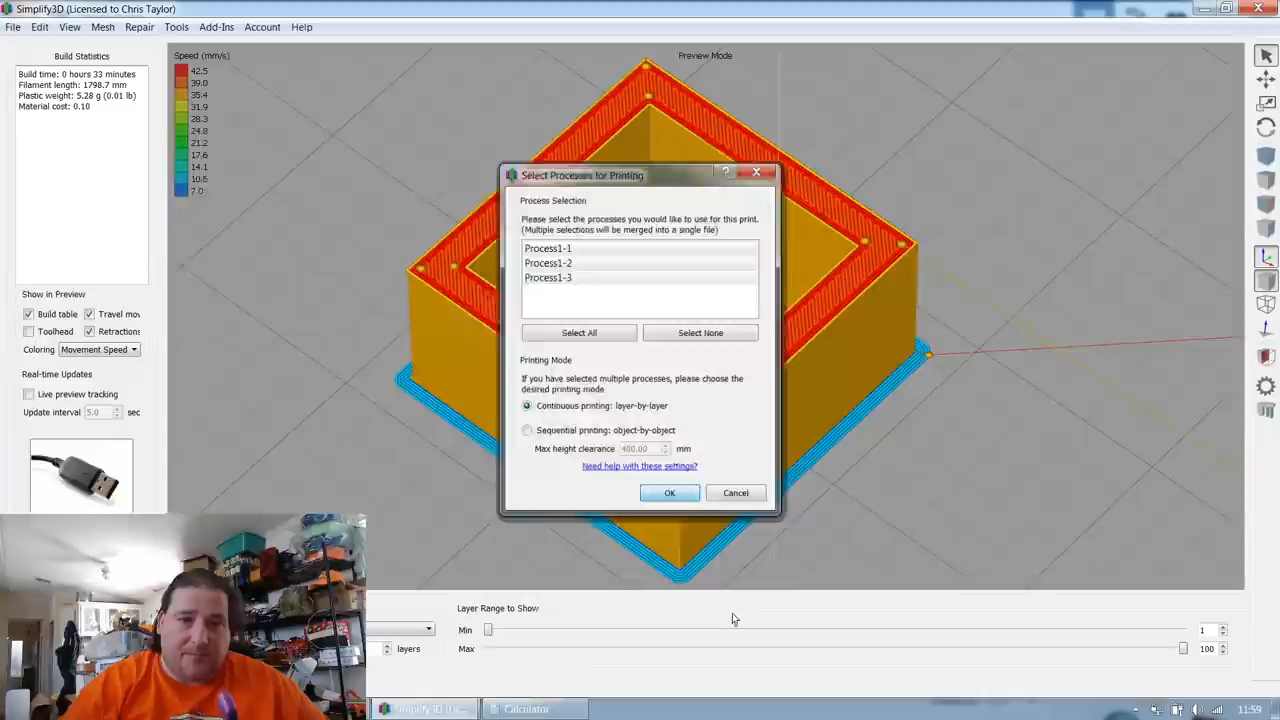 Simplify3D (Licensed to Chris Taylor)
File Edit View Mesh Repair Tools Add-Ins Account Help
Build Statistics
Build time: 0 hours 33 minutes
Filament length: 1798.7 mm
Plastic weight: 5.28 g (0.01 lb)
Material cost: 0.10
Speed (mm/s)
42.5
39.0
35.4
31.9
28.3
24.8
21.2
17.6
14.1
10.6
7.0
Preview Mode
Show in Preview
Build table Travel mov
Toolhead Retractions
Coloring Movement Speed
Real-time Updates
Live preview tracking
Update interval 5.0 sec
Select Processes for Printing
Process Selection
Please select the processes you would like to use for this print.
(Multiple selections will be merged into a single file)
Process1-1
Process1-2
Process1-3
Select All Select None
Printing Mode
If you have selected multiple processes, please choose the
desired printing mode
Continuous printing: layer-by-layer
Sequential printing: object-by-object
Max height clearance 400.00 mm
Need help with these settings?
OK Cancel
Layer Range to Show
Min 1
layers Max 100
Simplify3D (Li... Calculator 11:59